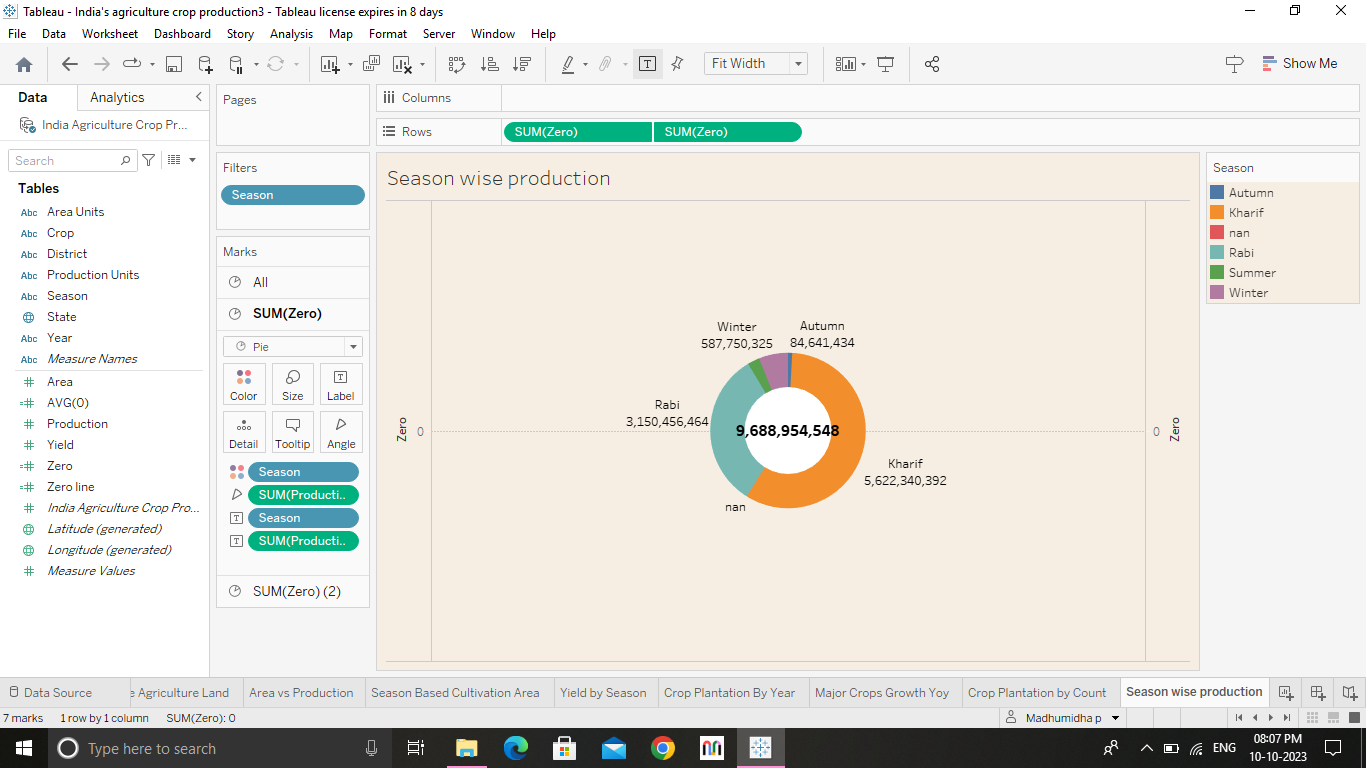 Tableau - India's agriculture crop production3 - Tableau license expires in 8 days
File Data Worksheet Dashboard Story Analysis Map Format Server Window Help
Fit Width
Show Me
Data Analytics
India Agriculture Crop Pr...
Search
Tables
Abc Area Units
Abc Crop
Abc District
Abc Production Units
Abc Season
State
Abc Year
Abc Measure Names
# Area
=# AVG(0)
# Production
# Yield
=# Zero
=# Zero line
# India Agriculture Crop Pro...
Latitude (generated)
Longitude (generated)
# Measure Values
Pages
Filters
Season
Marks
All
SUM(Zero)
Pie
Color Size Label
Detail Tooltip Angle
Season
SUM(Producti..
Season
SUM(Producti..
SUM(Zero) (2)
Columns
Rows SUM(Zero) SUM(Zero)
Season wise production
Winter
587,750,325
Autumn
84,641,434
Rabi
3,150,456,464
9,688,954,548
Kharif
5,622,340,392
nan
Zero
0
0
Zero
Season
Autumn
Kharif
nan
Rabi
Summer
Winter
Data Source e Agriculture Land Area vs Production Season Based Cultivation Area Yield by Season Crop Plantation By Year Major Crops Growth Yoy Crop Plantation by Count Season wise production
7 marks 1 row by 1 column SUM(Zero): 0 Madhumidha p
Type here to search
ENG
08:07 PM
10-10-2023